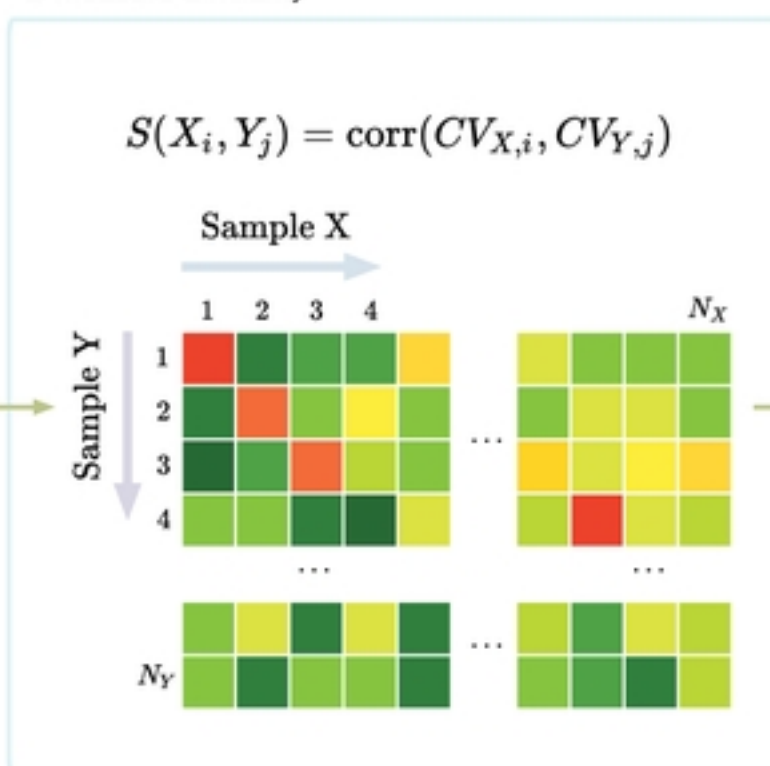 S(X_i, Y_j) = corr(CV_{X,i}, CV_{Y,j})
Sample X
1 2 3 4 N_X
Sample Y
1
2
...
3
4
... ...
...
N_Y